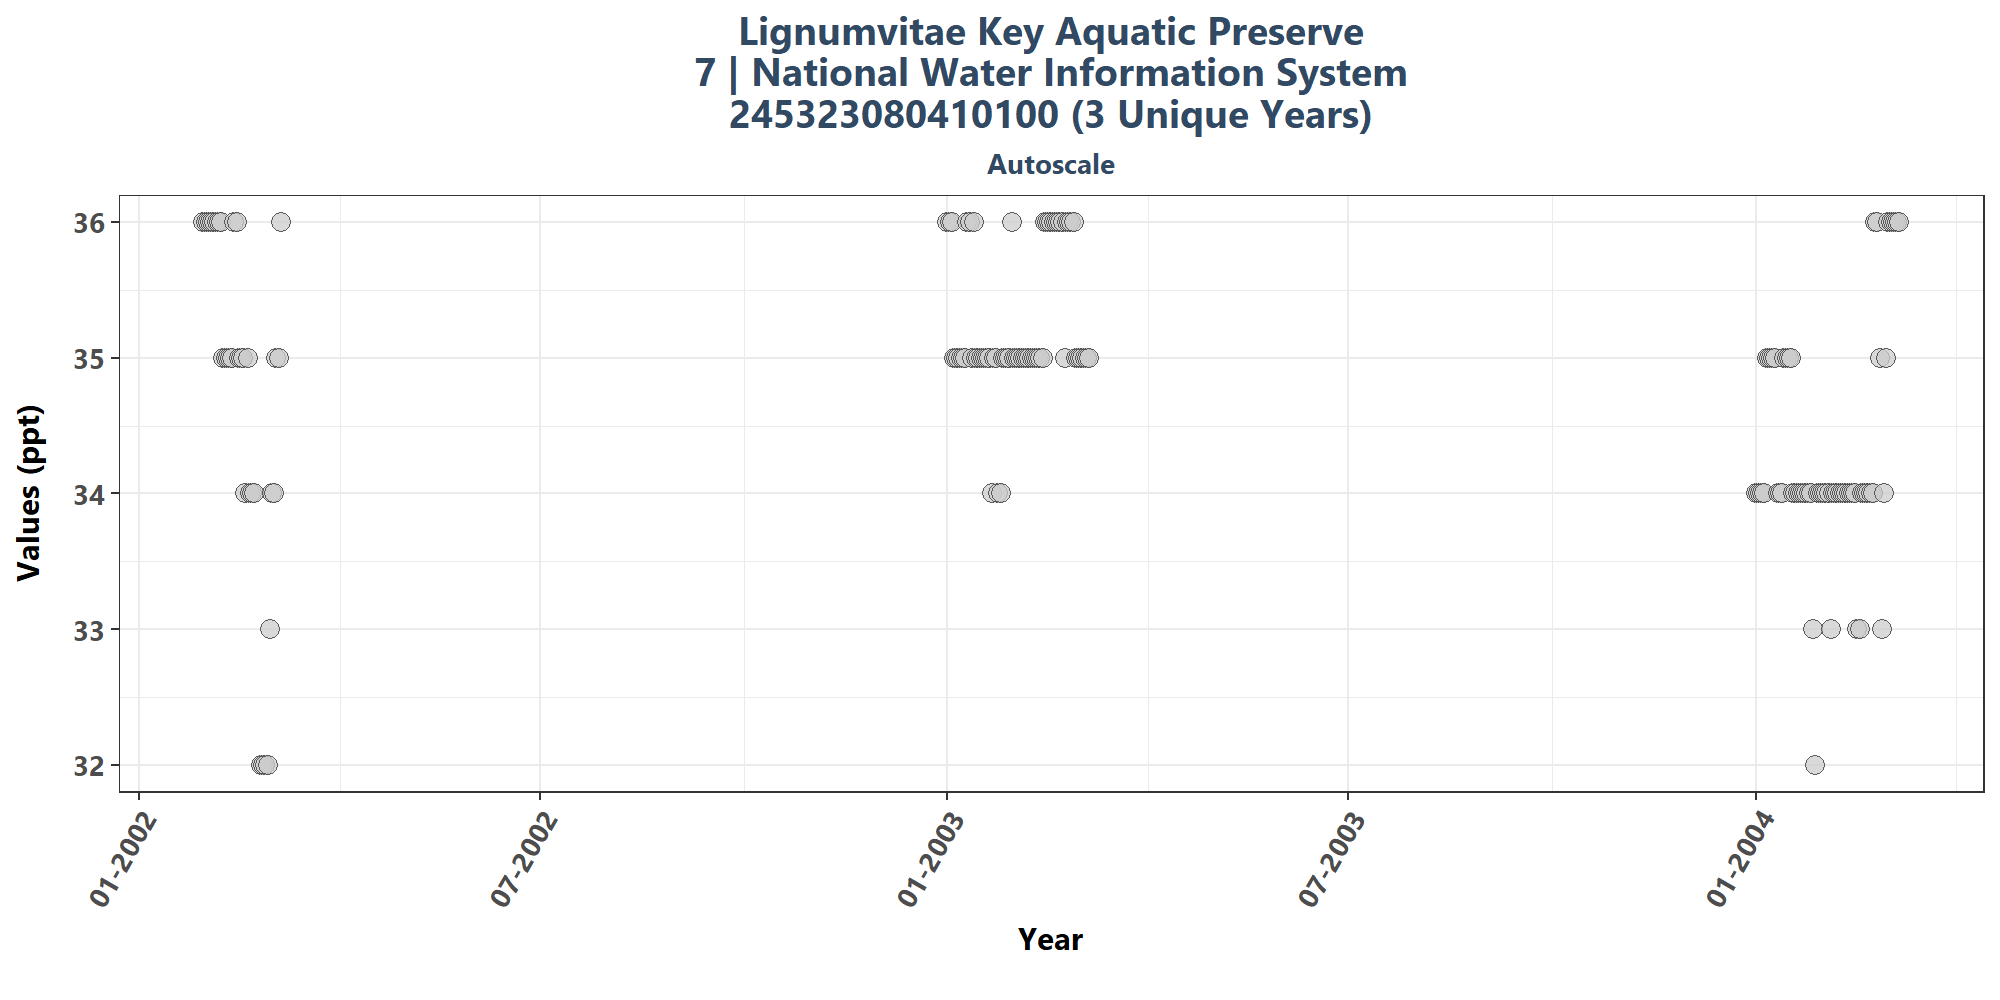 Lignumvitae Key Aquatic Preserve
7 | National Water Information System
245323080410100 (3 Unique Years)
Autoscale
Values (ppt)
36
35
34
33
32
01-2002
07-2002
01-2003
07-2003
01-2004
Year